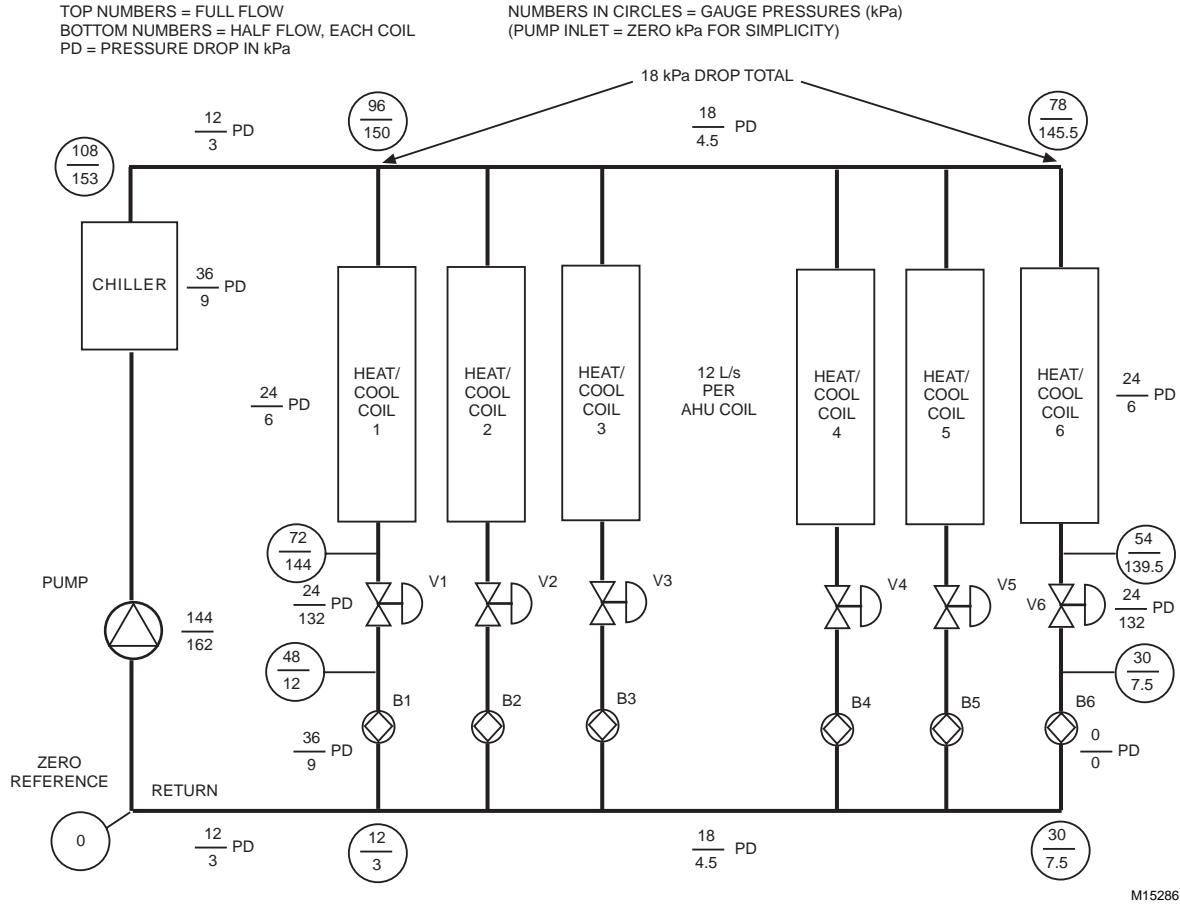 TOP NUMBERS = FULL FLOW
BOTTOM NUMBERS = HALF FLOW, EACH COIL
PD = PRESSURE DROP IN kPa
NUMBERS IN CIRCLES = GAUGE PRESSURES (kPa)
(PUMP INLET = ZERO kPa FOR SIMPLICITY)
18 kPa DROP TOTAL
12
3 PD
96
150
18
4.5 PD
78
145.5
108
153
CHILLER
36
9 PD
24
6 PD
HEAT/
COOL
COIL
1
HEAT/
COOL
COIL
2
HEAT/
COOL
COIL
3
12 L/s
PER
AHU COIL
HEAT/
COOL
COIL
4
HEAT/
COOL
COIL
5
HEAT/
COOL
COIL
6
24
6 PD
72
144
54
139.5
PUMP
144
162
24
132 PD
V1
V2
V3
V4
V5
V6
24
132 PD
48
12
30
7.5
B1
B2
B3
B4
B5
B6
36
9 PD
0
0 PD
ZERO
REFERENCE
RETURN
0
12
3 PD
12
3
18
4.5 PD
30
7.5
M15286